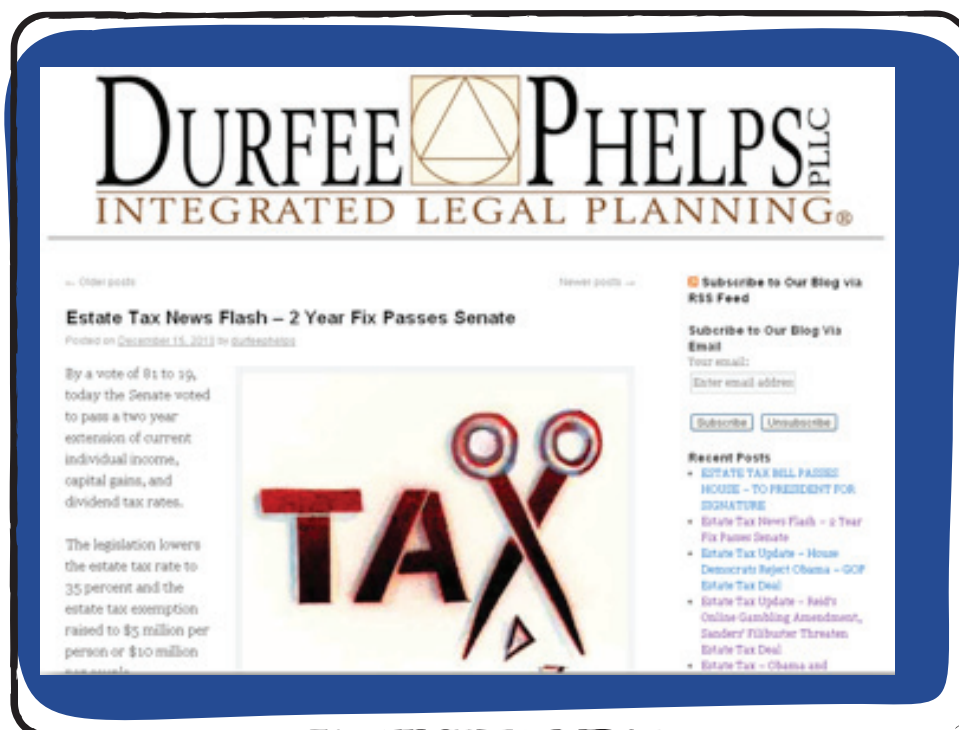 DURFEE PHELPS PLLC
INTEGRATED LEGAL PLANNING®
← Older posts
Newer posts →
Estate Tax News Flash – 2 Year Fix Passes Senate
Posted on December 15, 2013 by durfeephelps
By a vote of 81 to 19,
today the Senate voted
to pass a two year
extension of current
individual income,
capital gains, and
dividend tax rates.
The legislation lowers
the estate tax rate to
35 percent and the
estate tax exemption
raised to $5 million per
person or $10 million
TAX
Subscribe to Our Blog via
RSS Feed
Subcribe to Our Blog Via
Email
Your email:
Enter email addres
Subscribe Unsubscribe
Recent Posts
• ESTATE TAX BILL PASSES
HOUSE – TO PRESIDENT FOR
SIGNATURE
• Estate Tax News Flash – 2 Year
Fix Passes Senate
• Estate Tax Update – House
Democrats Reject Obama – GOP
Estate Tax Deal
• Estate Tax Update – Reid's
Online Gambling Amendment,
Sanders' Filibuster Threaten
Estate Tax Deal
• Estate Tax – Obama and